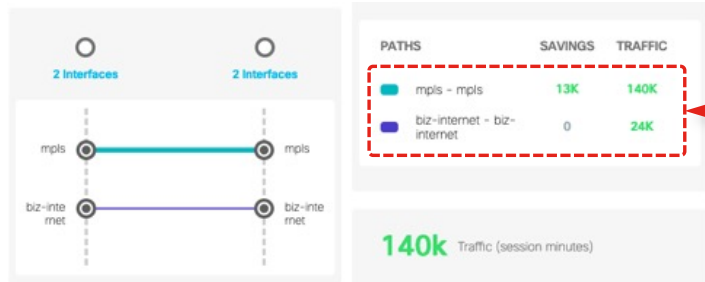 2 Interfaces
2 Interfaces
mpls
mpls
biz-inte
rnet
biz-inte
rnet
PATHS SAVINGS TRAFFIC
mpls - mpls 13K 140K
biz-internet - biz-
internet 0 24K
140k Traffic (session minutes)